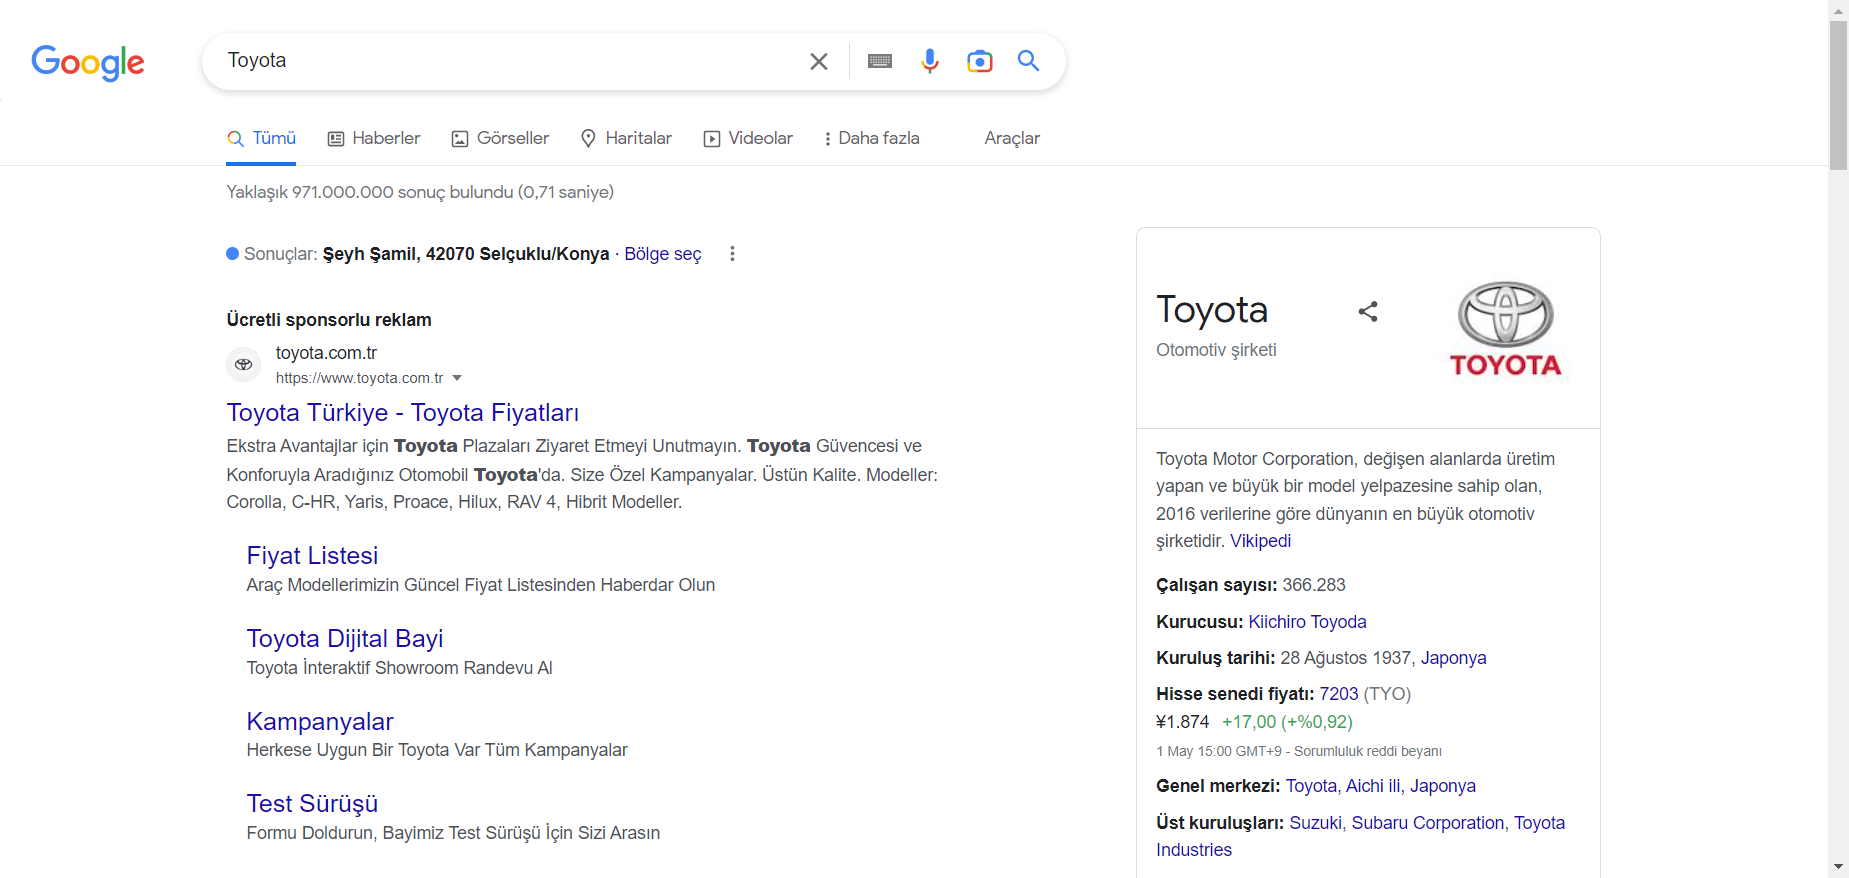 Google
Toyota
Tümü
Haberler
Görseller
Haritalar
Videolar
Daha fazla
Araçlar
Yaklaşık 971.000.000 sonuç bulundu (0,71 saniye)
Sonuçlar: Şeyh Şamil, 42070 Selçuklu/Konya · Bölge seç
Ücretli sponsorlu reklam
toyota.com.tr
https://www.toyota.com.tr
Toyota Türkiye - Toyota Fiyatları
Ekstra Avantajlar için Toyota Plazaları Ziyaret Etmeyi Unutmayın. Toyota Güvencesi ve
Konforuyla Aradığınız Otomobil Toyota'da. Size Özel Kampanyalar. Üstün Kalite. Modeller:
Corolla, C-HR, Yaris, Proace, Hilux, RAV 4, Hibrit Modeller.
Fiyat Listesi
Araç Modellerimizin Güncel Fiyat Listesinden Haberdar Olun
Toyota Dijital Bayi
Toyota İnteraktif Showroom Randevu Al
Kampanyalar
Herkese Uygun Bir Toyota Var Tüm Kampanyalar
Test Sürüşü
Formu Doldurun, Bayimiz Test Sürüşü İçin Sizi Arasın
Toyota
Otomotiv şirketi
TOYOTA
Toyota Motor Corporation, değişen alanlarda üretim
yapan ve büyük bir model yelpazesine sahip olan,
2016 verilerine göre dünyanın en büyük otomotiv
şirketidir. Vikipedi
Çalışan sayısı: 366.283
Kurucusu: Kiichiro Toyoda
Kuruluş tarihi: 28 Ağustos 1937, Japonya
Hisse senedi fiyatı: 7203 (TYO)
¥1.874 +17,00 (+%0,92)
1 May 15:00 GMT+9 - Sorumluluk reddi beyanı
Genel merkezi: Toyota, Aichi ili, Japonya
Üst kuruluşları: Suzuki, Subaru Corporation, Toyota
Industries